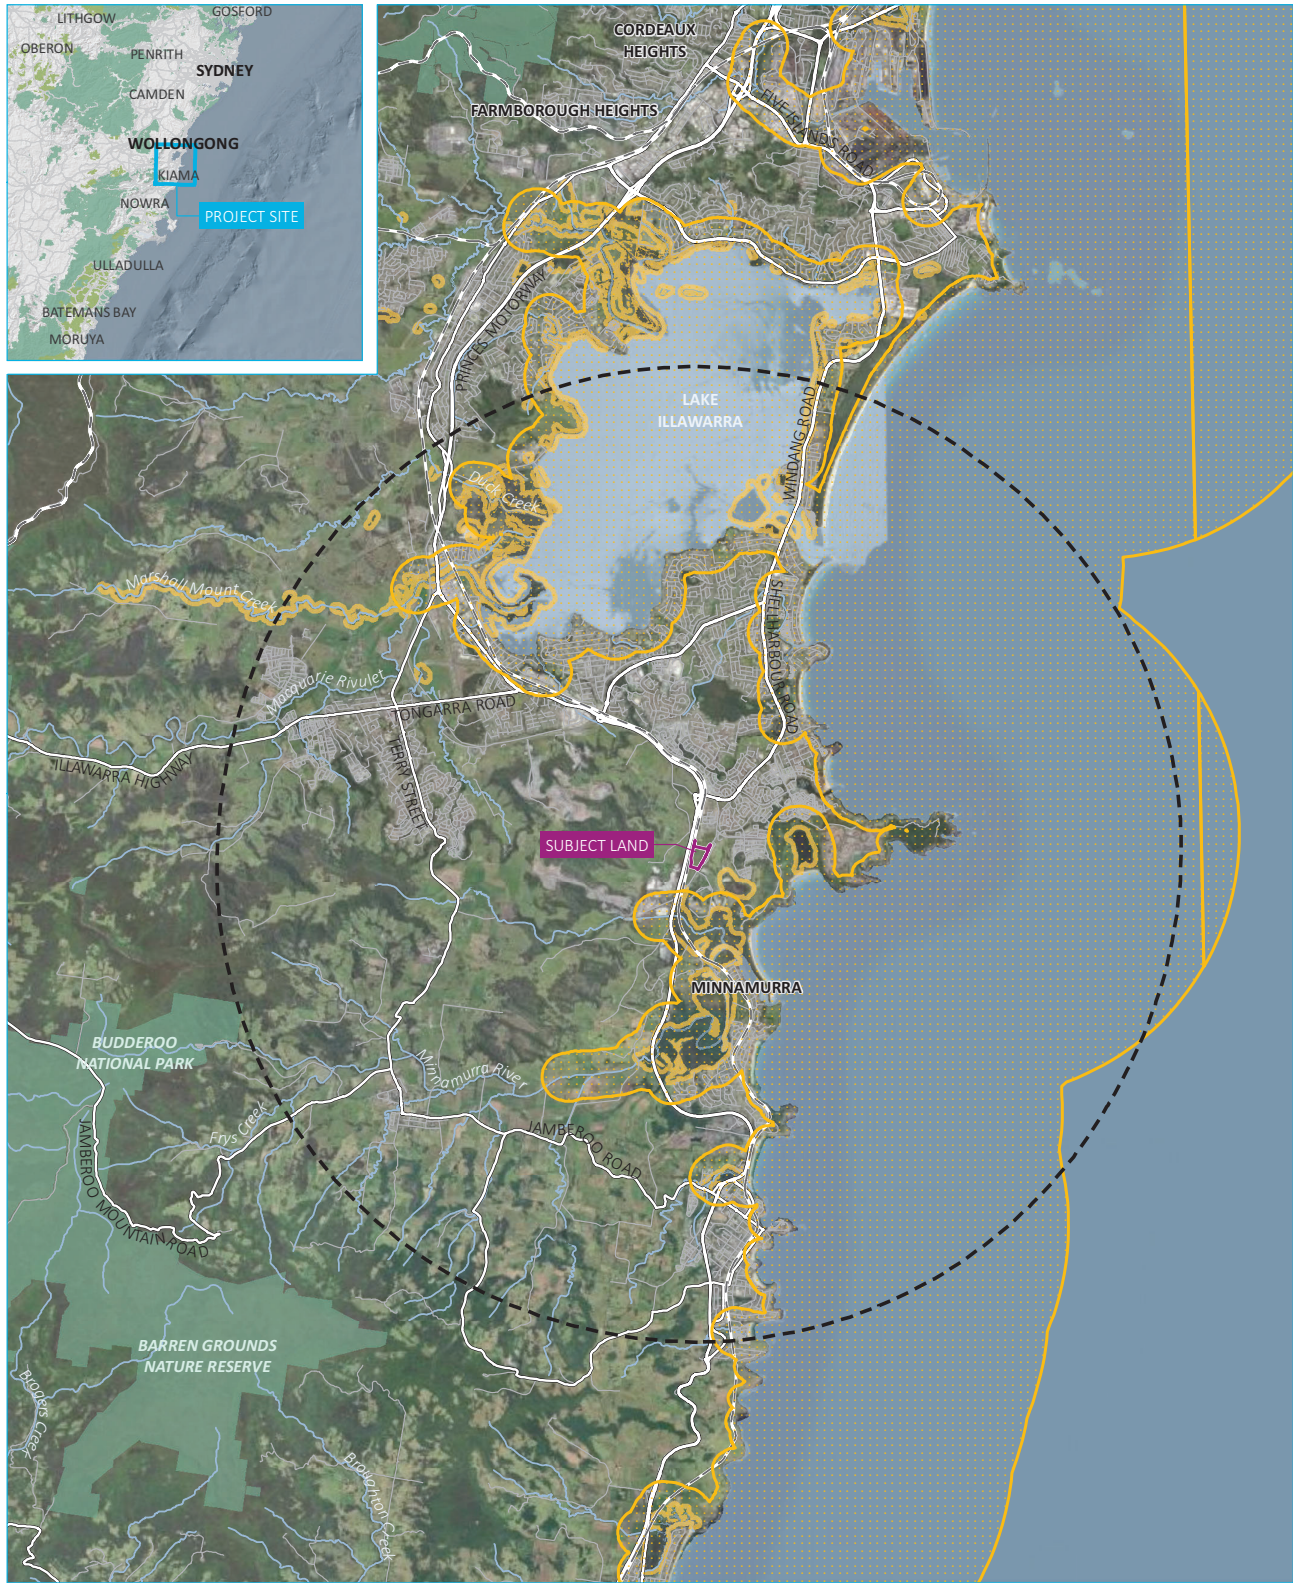 LITHGOW
GOSFORD
OBERON
PENRITH
SYDNEY
CAMDEN
WOLLONGONG
KIAMA
NOWRA
PROJECT SITE
ULLADULLA
BATEMANS BAY
MORUYA
CORDEAUX
HEIGHTS
FARMBOROUGH HEIGHTS
FIVE ISLANDS ROAD
PRINCES MOTORWAY
LAKE
ILLAWARRA
WINDANG ROAD
Duck Creek
Marshall Mount Creek
SHELLHARBOUR ROAD
Macquarie Rivulet
TONGARRA ROAD
ILLAWARRA HIGHWAY
TERRY STREET
SUBJECT LAND
MINNAMURRA
BUDDEROO
NATIONAL PARK
Minnamurra River
Frys Creek
JAMBEROO ROAD
JAMBEROO MOUNTAIN ROAD
BARREN GROUNDS
NATURE RESERVE
Brogers Creek
Broughton Creek